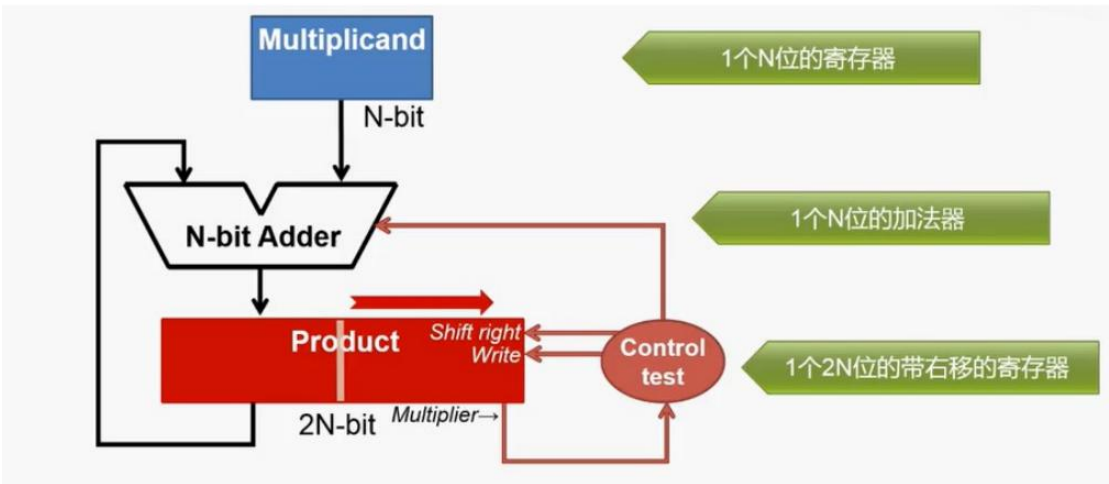 Multiplicand
1个N位的寄存器
N-bit
N-bit Adder
1个N位的加法器
Product
Shift right
Write
Control
test
1个2N位的带右移的寄存器
2N-bit
Multiplier→